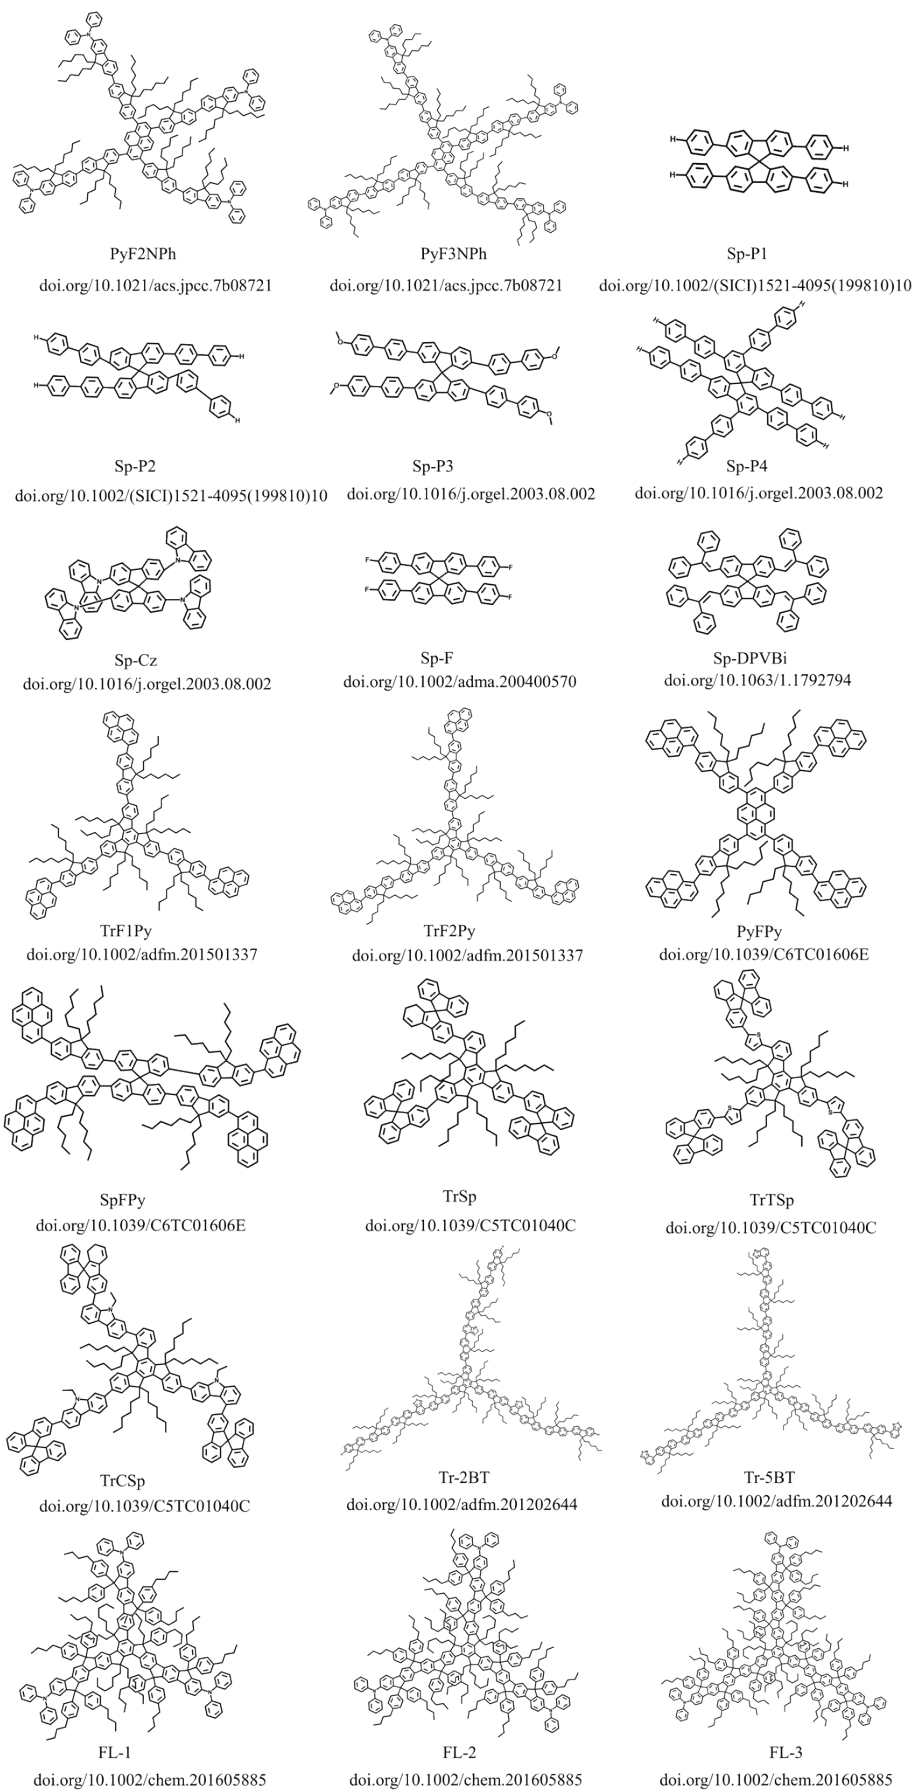 PyF2NPh
PyF3NPh
Sp-P1
doi.org/10.1021/acs.jpcc.7b08721
doi.org/10.1021/acs.jpcc.7b08721
doi.org/10.1002/(SICI)1521-4095(199810)10
Sp-P2
Sp-P3
Sp-P4
doi.org/10.1002/(SICI)1521-4095(199810)10
doi.org/10.1016/j.orgel.2003.08.002
doi.org/10.1016/j.orgel.2003.08.002
Sp-Cz
Sp-F
Sp-DPVBi
doi.org/10.1016/j.orgel.2003.08.002
doi.org/10.1002/adma.200400570
doi.org/10.1063/1.1792794
TrF1Py
TrF2Py
PyFPy
doi.org/10.1002/adfm.201501337
doi.org/10.1002/adfm.201501337
doi.org/10.1039/C6TC01606E
SpFPy
TrSp
TrTSp
doi.org/10.1039/C6TC01606E
doi.org/10.1039/C5TC01040C
doi.org/10.1039/C5TC01040C
TrCSp
Tr-2BT
Tr-5BT
doi.org/10.1039/C5TC01040C
doi.org/10.1002/adfm.201202644
doi.org/10.1002/adfm.201202644
FL-1
FL-2
FL-3
doi.org/10.1002/chem.201605885
doi.org/10.1002/chem.201605885
doi.org/10.1002/chem.201605885